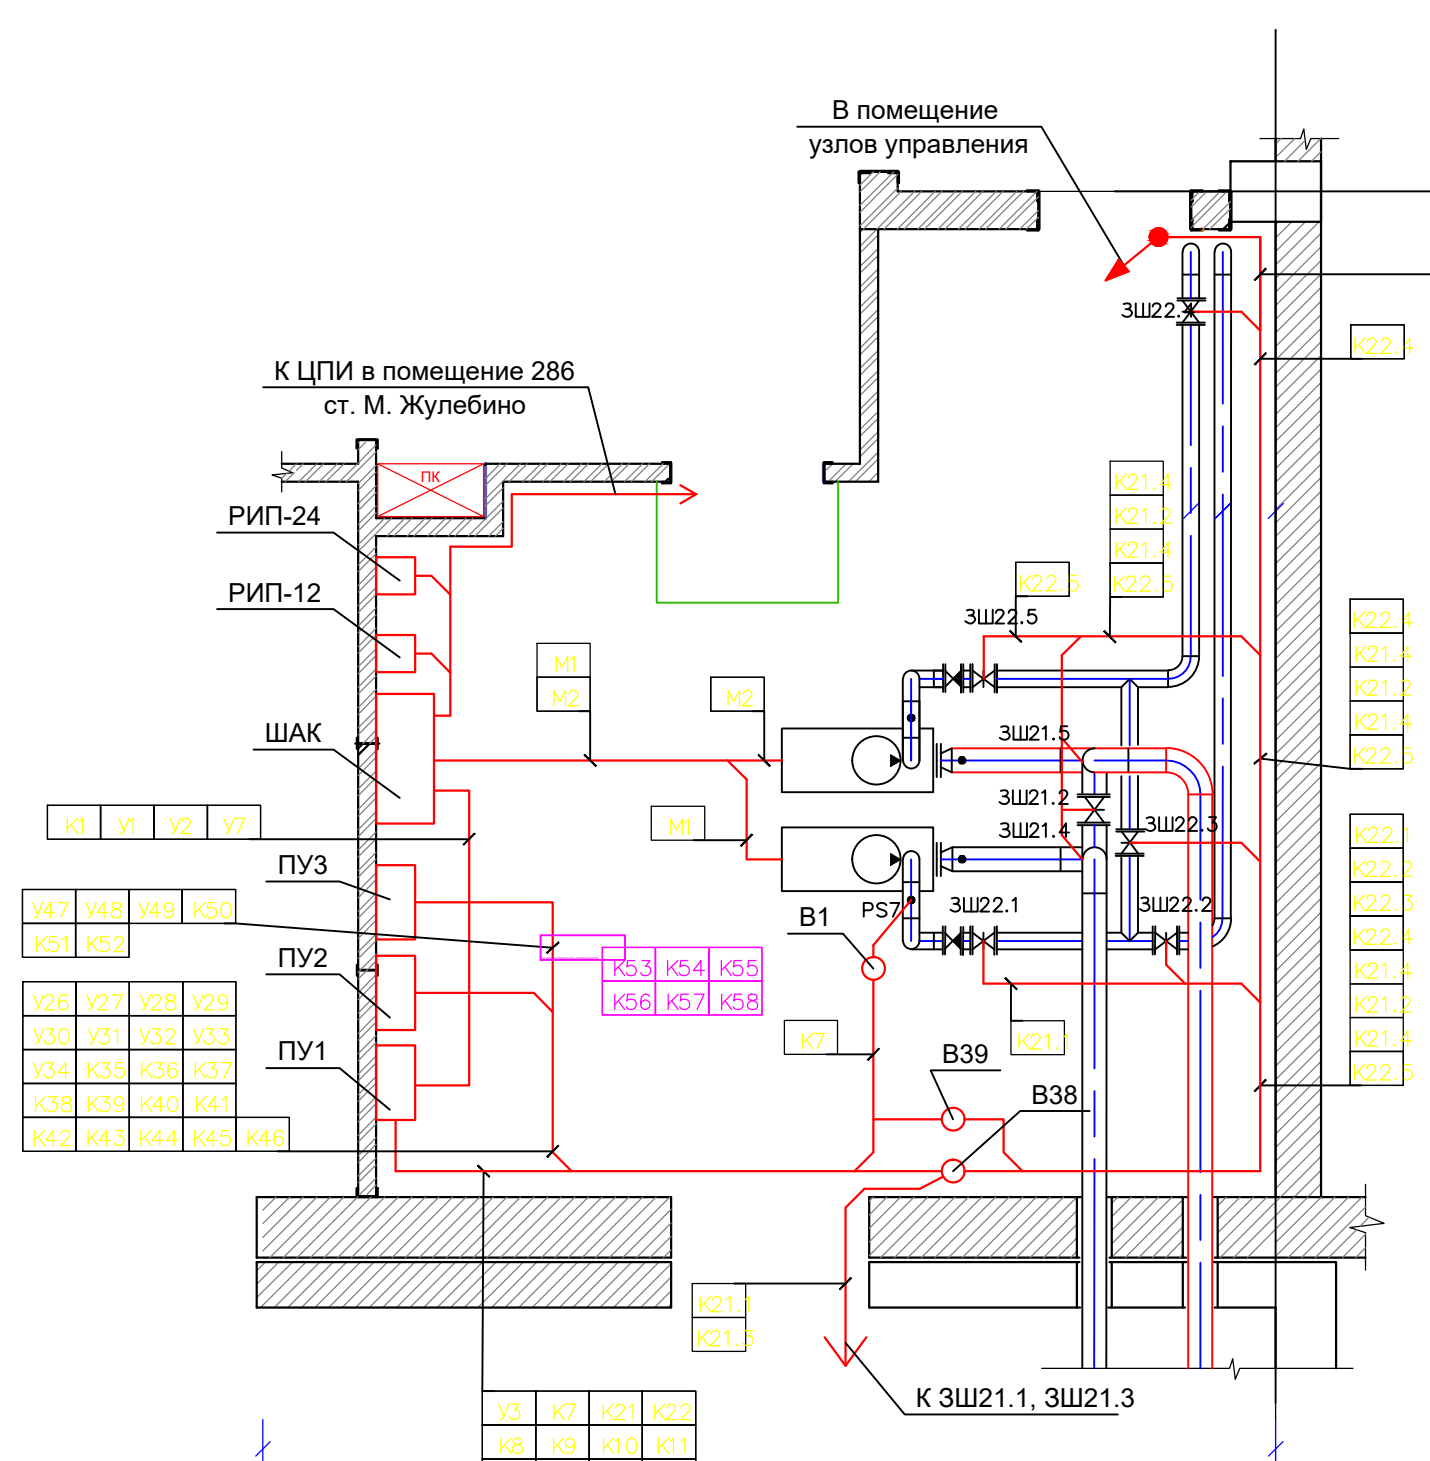 В помещение
узлов управления
ЗШ22.4
К22.4
К ЦПИ в помещение 286
ст. М. Жулебино
ПК
РИП-24
РИП-12
ШАК
ПУ3
ПУ2
ПУ1
К21.4
К21.2
К21.4
К22.5
К22.5
ЗШ22.5
М1
М2
М2
М1
ЗШ21.5
ЗШ21.2
ЗШ21.4
ЗШ22.3
ЗШ22.1
ЗШ22.2
PS7
В1
К22.4
К21.4
К21.2
К21.4
К22.5
К22.1
К22.2
К22.3
К22.4
К21.4
К21.2
К21.4
К22.5
К1 У1 У2 У7
У47 У48 У49 К50
К51 К52
К53 К54 К55
К56 К57 К58
У26 У27 У28 У29
У30 У31 У32 У33
У34 К35 К36 К37
К38 К39 К40 К41
К42 К43 К44 К45 К46
К7
К21.1
В39
В38
К21.1
К21.3
К ЗШ21.1, ЗШ21.3
У3 К7 К21 К22
К8 К9 К10 К11